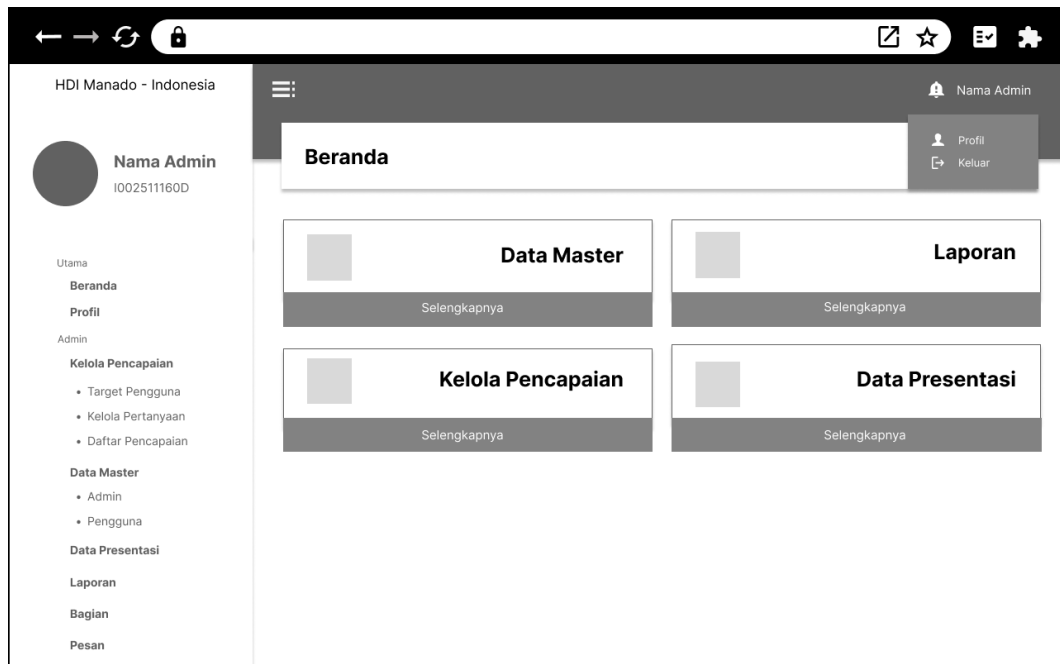 HDI Manado - Indonesia
Nama Admin
I002511160D
Utama
Beranda
Profil
Admin
Kelola Pencapaian
• Target Pengguna
• Kelola Pertanyaan
• Daftar Pencapaian
Data Master
• Admin
• Pengguna
Data Presentasi
Laporan
Bagian
Pesan
Nama Admin
Profil
Keluar
Beranda
Data Master
Selengkapnya
Laporan
Selengkapnya
Kelola Pencapaian
Selengkapnya
Data Presentasi
Selengkapnya